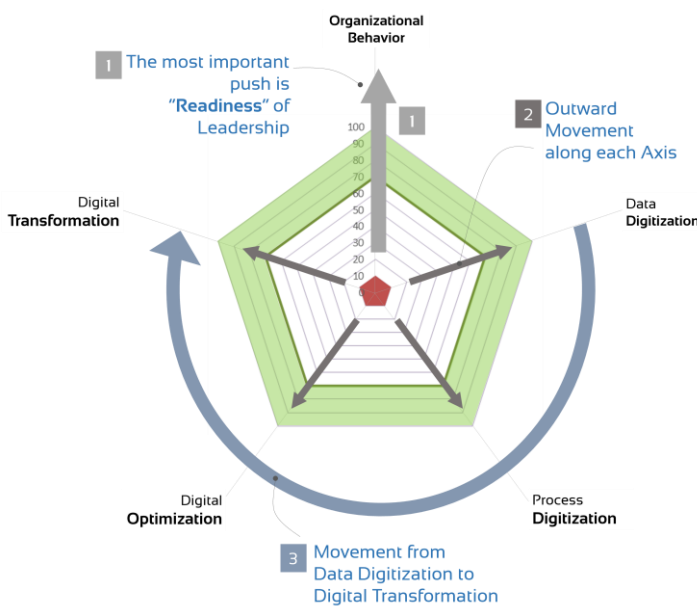 Organizational
Behavior
1
The most important
push is
"Readiness" of
Leadership
1
2
Outward
Movement
along each Axis
100
90
80
70
60
50
40
30
20
10
0
Digital
Transformation
Data
Digitization
Digital
Optimization
Process
Digitization
3
Movement from
Data Digitization to
Digital Transformation